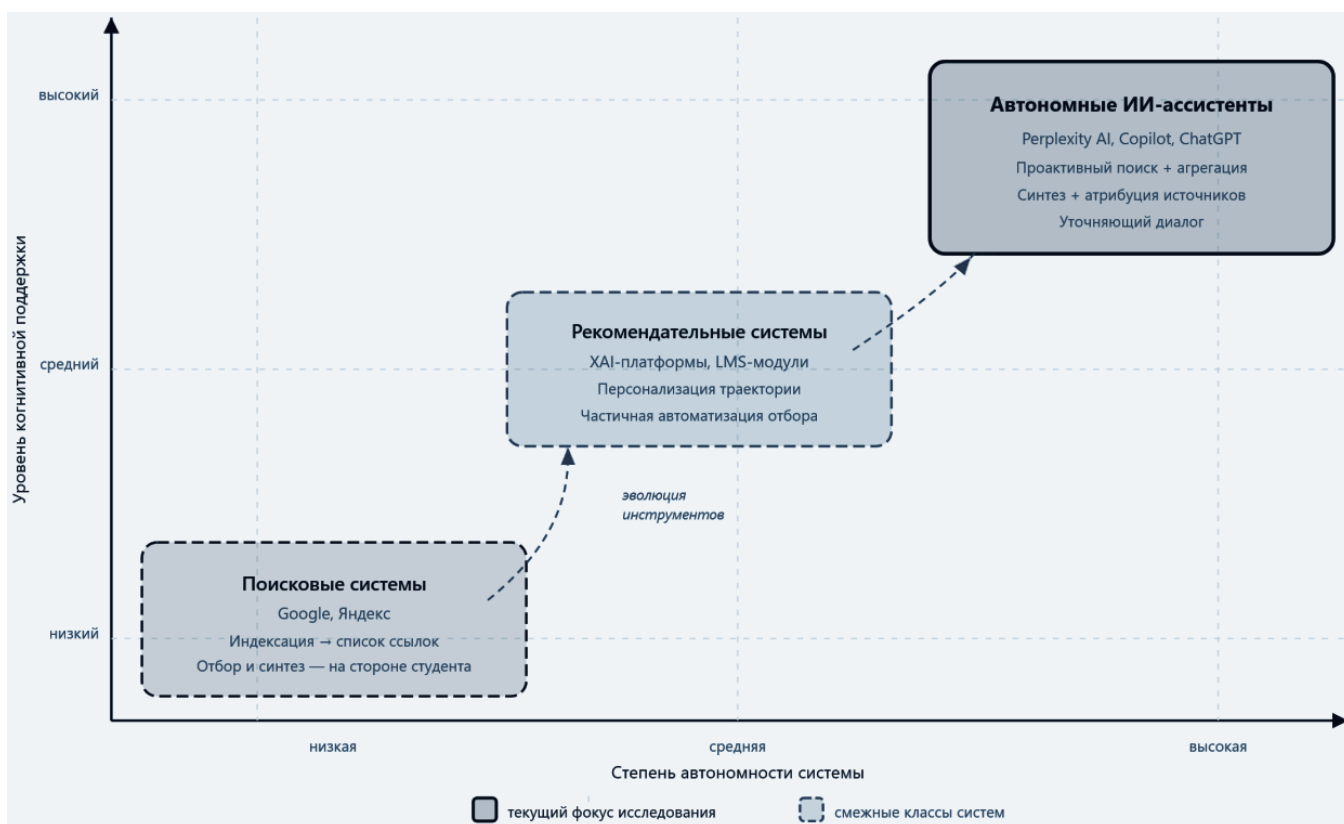 высокий
Автономные ИИ-ассистенты
Perplexity AI, Copilot, ChatGPT
Проактивный поиск + агрегация
Синтез + атрибуция источников
Уточняющий диалог
Уровень когнитивной поддержки
средний
Рекомендательные системы
XAI-платформы, LMS-модули
Персонализация траектории
Частичная автоматизация отбора
эволюция
инструментов
низкий
Поисковые системы
Google, Яндекс
Индексация → список ссылок
Отбор и синтез — на стороне студента
низкая
средняя
высокая
Степень автономности системы
текущий фокус исследования
смежные классы систем